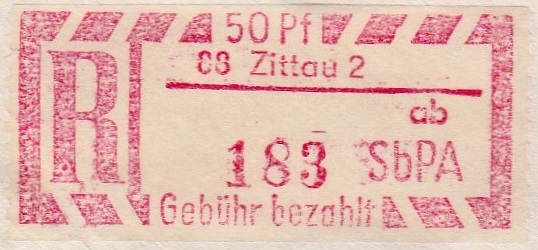 50 Pf
R
88 Zittau 2
ab
183 SbPA
Gebühr bezahlt